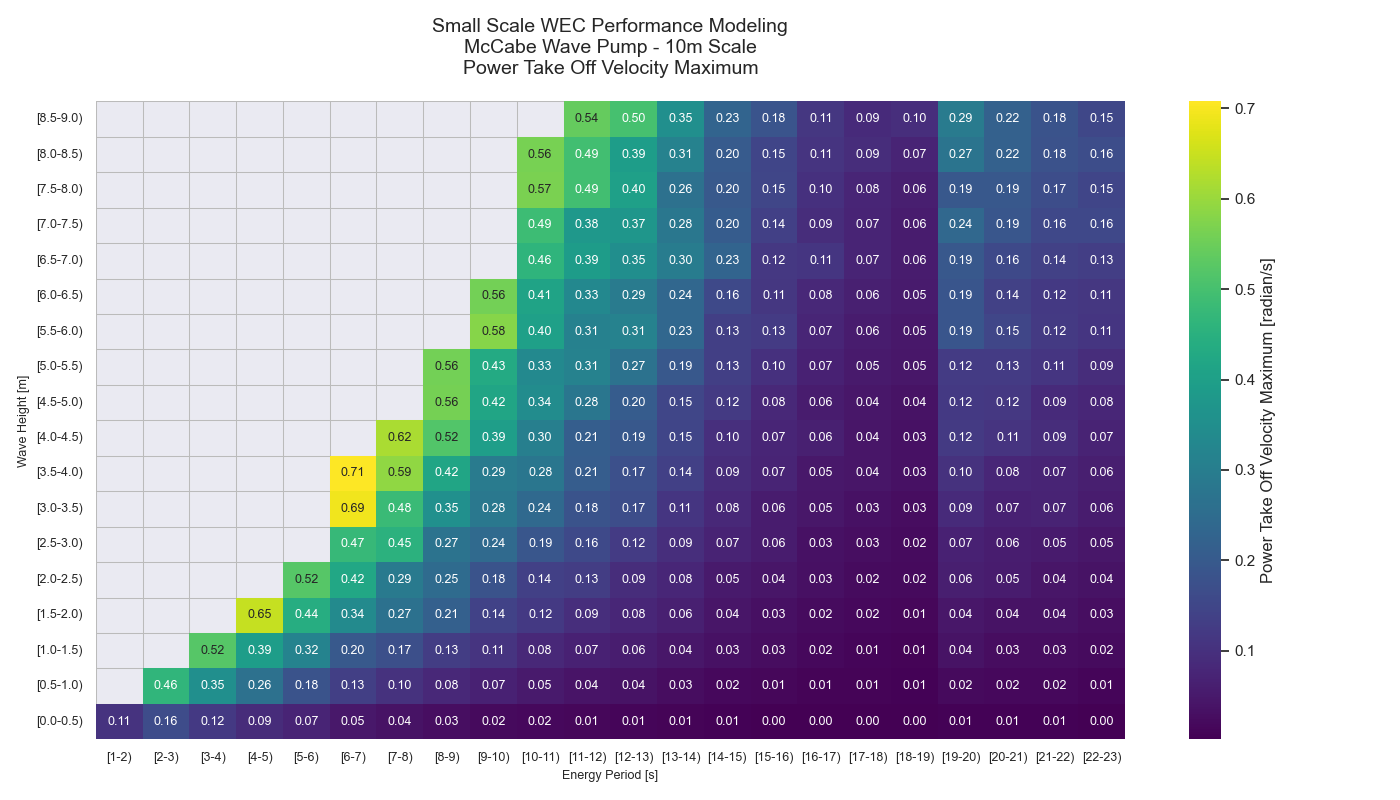 Small Scale WEC Performance Modeling
McCabe Wave Pump - 10m Scale
Power Take Off Velocity Maximum
[8.5-9.0) 0.54 0.50 0.35 0.23 0.18 0.11 0.09 0.10 0.29 0.22 0.18 0.15
[8.0-8.5) 0.56 0.49 0.39 0.31 0.20 0.15 0.11 0.09 0.07 0.27 0.22 0.18 0.16
[7.5-8.0) 0.57 0.49 0.40 0.26 0.20 0.15 0.10 0.08 0.06 0.19 0.19 0.17 0.15
[7.0-7.5) 0.49 0.38 0.37 0.28 0.20 0.14 0.09 0.07 0.06 0.24 0.19 0.16 0.16
[6.5-7.0) 0.46 0.39 0.35 0.30 0.23 0.12 0.11 0.07 0.06 0.19 0.16 0.14 0.13
[6.0-6.5) 0.56 0.41 0.33 0.29 0.24 0.16 0.11 0.08 0.06 0.05 0.19 0.14 0.12 0.11
[5.5-6.0) 0.58 0.40 0.31 0.31 0.23 0.13 0.13 0.07 0.06 0.05 0.19 0.15 0.12 0.11
[5.0-5.5) 0.56 0.43 0.33 0.31 0.27 0.19 0.13 0.10 0.07 0.05 0.05 0.12 0.13 0.11 0.09
[4.5-5.0) 0.56 0.42 0.34 0.28 0.20 0.15 0.12 0.08 0.06 0.04 0.04 0.12 0.12 0.09 0.08
[4.0-4.5) 0.62 0.52 0.39 0.30 0.21 0.19 0.15 0.10 0.07 0.06 0.04 0.03 0.12 0.11 0.09 0.07
[3.5-4.0) 0.71 0.59 0.42 0.29 0.28 0.21 0.17 0.14 0.09 0.07 0.05 0.04 0.03 0.10 0.08 0.07 0.06
[3.0-3.5) 0.69 0.48 0.35 0.28 0.24 0.18 0.17 0.11 0.08 0.06 0.05 0.03 0.03 0.09 0.07 0.07 0.06
[2.5-3.0) 0.47 0.45 0.27 0.24 0.19 0.16 0.12 0.09 0.07 0.06 0.03 0.03 0.02 0.07 0.06 0.05 0.05
[2.0-2.5) 0.52 0.42 0.29 0.25 0.18 0.14 0.13 0.09 0.08 0.05 0.04 0.03 0.02 0.02 0.06 0.05 0.04 0.04
[1.5-2.0) 0.65 0.44 0.34 0.27 0.21 0.14 0.12 0.09 0.08 0.06 0.04 0.03 0.02 0.02 0.01 0.04 0.04 0.04 0.03
[1.0-1.5) 0.52 0.39 0.32 0.20 0.17 0.13 0.11 0.08 0.07 0.06 0.04 0.03 0.03 0.02 0.01 0.01 0.04 0.03 0.03 0.02
[0.5-1.0) 0.46 0.35 0.26 0.18 0.13 0.10 0.08 0.07 0.05 0.04 0.04 0.03 0.02 0.01 0.01 0.01 0.01 0.02 0.02 0.02 0.01
[0.0-0.5) 0.11 0.16 0.12 0.09 0.07 0.05 0.04 0.03 0.02 0.02 0.01 0.01 0.01 0.01 0.00 0.00 0.00 0.00 0.01 0.01 0.01 0.00
[1-2) [2-3) [3-4) [4-5) [5-6) [6-7) [7-8) [8-9) [9-10) [10-11) [11-12) [12-13) [13-14) [14-15) [15-16) [16-17) [17-18) [18-19) [19-20) [20-21) [21-22) [22-23)
Energy Period [s]
Wave Height [m]
0.7
0.6
0.5
0.4
0.3
0.2
0.1
Power Take Off Velocity Maximum [radian/s]